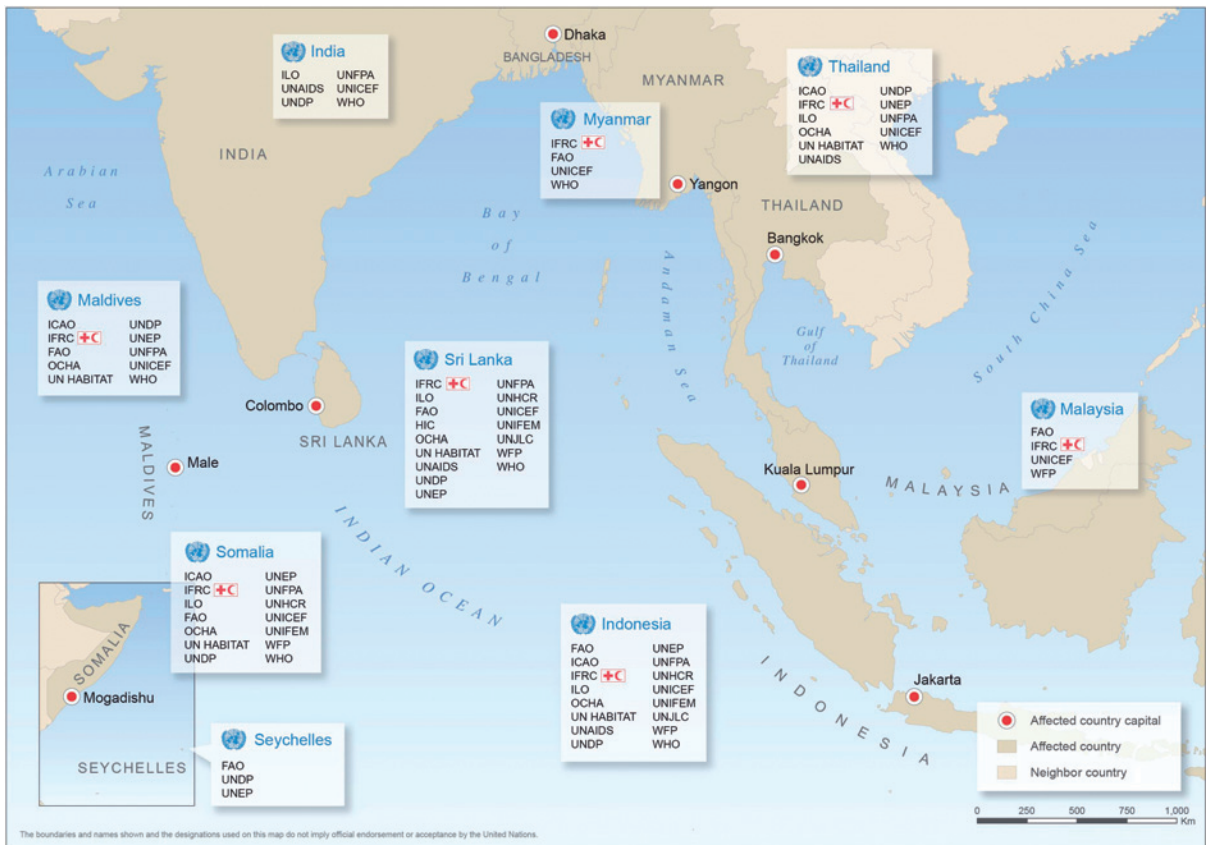 Dhaka
BANGLADESH
India
ILO UNFPA
UNAIDS UNICEF
UNDP WHO
MYANMAR
Thailand
ICAO UNDP
IFRC UNEP
ILO UNFPA
OCHA UNICEF
UN HABITAT WHO
UNAIDS
Myanmar
IFRC
FAO
UNICEF
WHO
INDIA
Arabian
Sea
Yangon
THAILAND
Bangkok
Bay
of
Bengal
Gulf
of
Thailand
South China Sea
Maldives
ICAO UNDP
IFRC UNEP
FAO UNFPA
OCHA UNICEF
UN HABITAT WHO
Sri Lanka
IFRC UNFPA
ILO UNHCR
FAO UNICEF
HIC UNIFEM
OCHA UNJLC
UN HABITAT WFP
UNAIDS WHO
UNDP
UNEP
Colombo
SRI LANKA
MALDIVES
Male
Malaysia
FAO
IFRC
UNICEF
WFP
Kuala Lumpur
MALAYSIA
INDIAN OCEAN
Somalia
ICAO UNEP
IFRC UNFPA
ILO UNHCR
FAO UNICEF
OCHA UNIFEM
UN HABITAT WFP
UNDP WHO
SOMALIA
Mogadishu
SEYCHELLES
Seychelles
FAO
UNDP
UNEP
Indonesia
FAO UNEP
ICAO UNFPA
IFRC UNHCR
ILO UNICEF
OCHA UNIFEM
UN HABITAT UNJLC
UNAIDS WFP
UNDP WHO
INDONESIA
Jakarta
Affected country capital
Affected country
Neighbor country
0 250 500 750 1,000
Km
The boundaries and names shown and the designations used on this map do not imply official endorsement or acceptance by the United Nations.